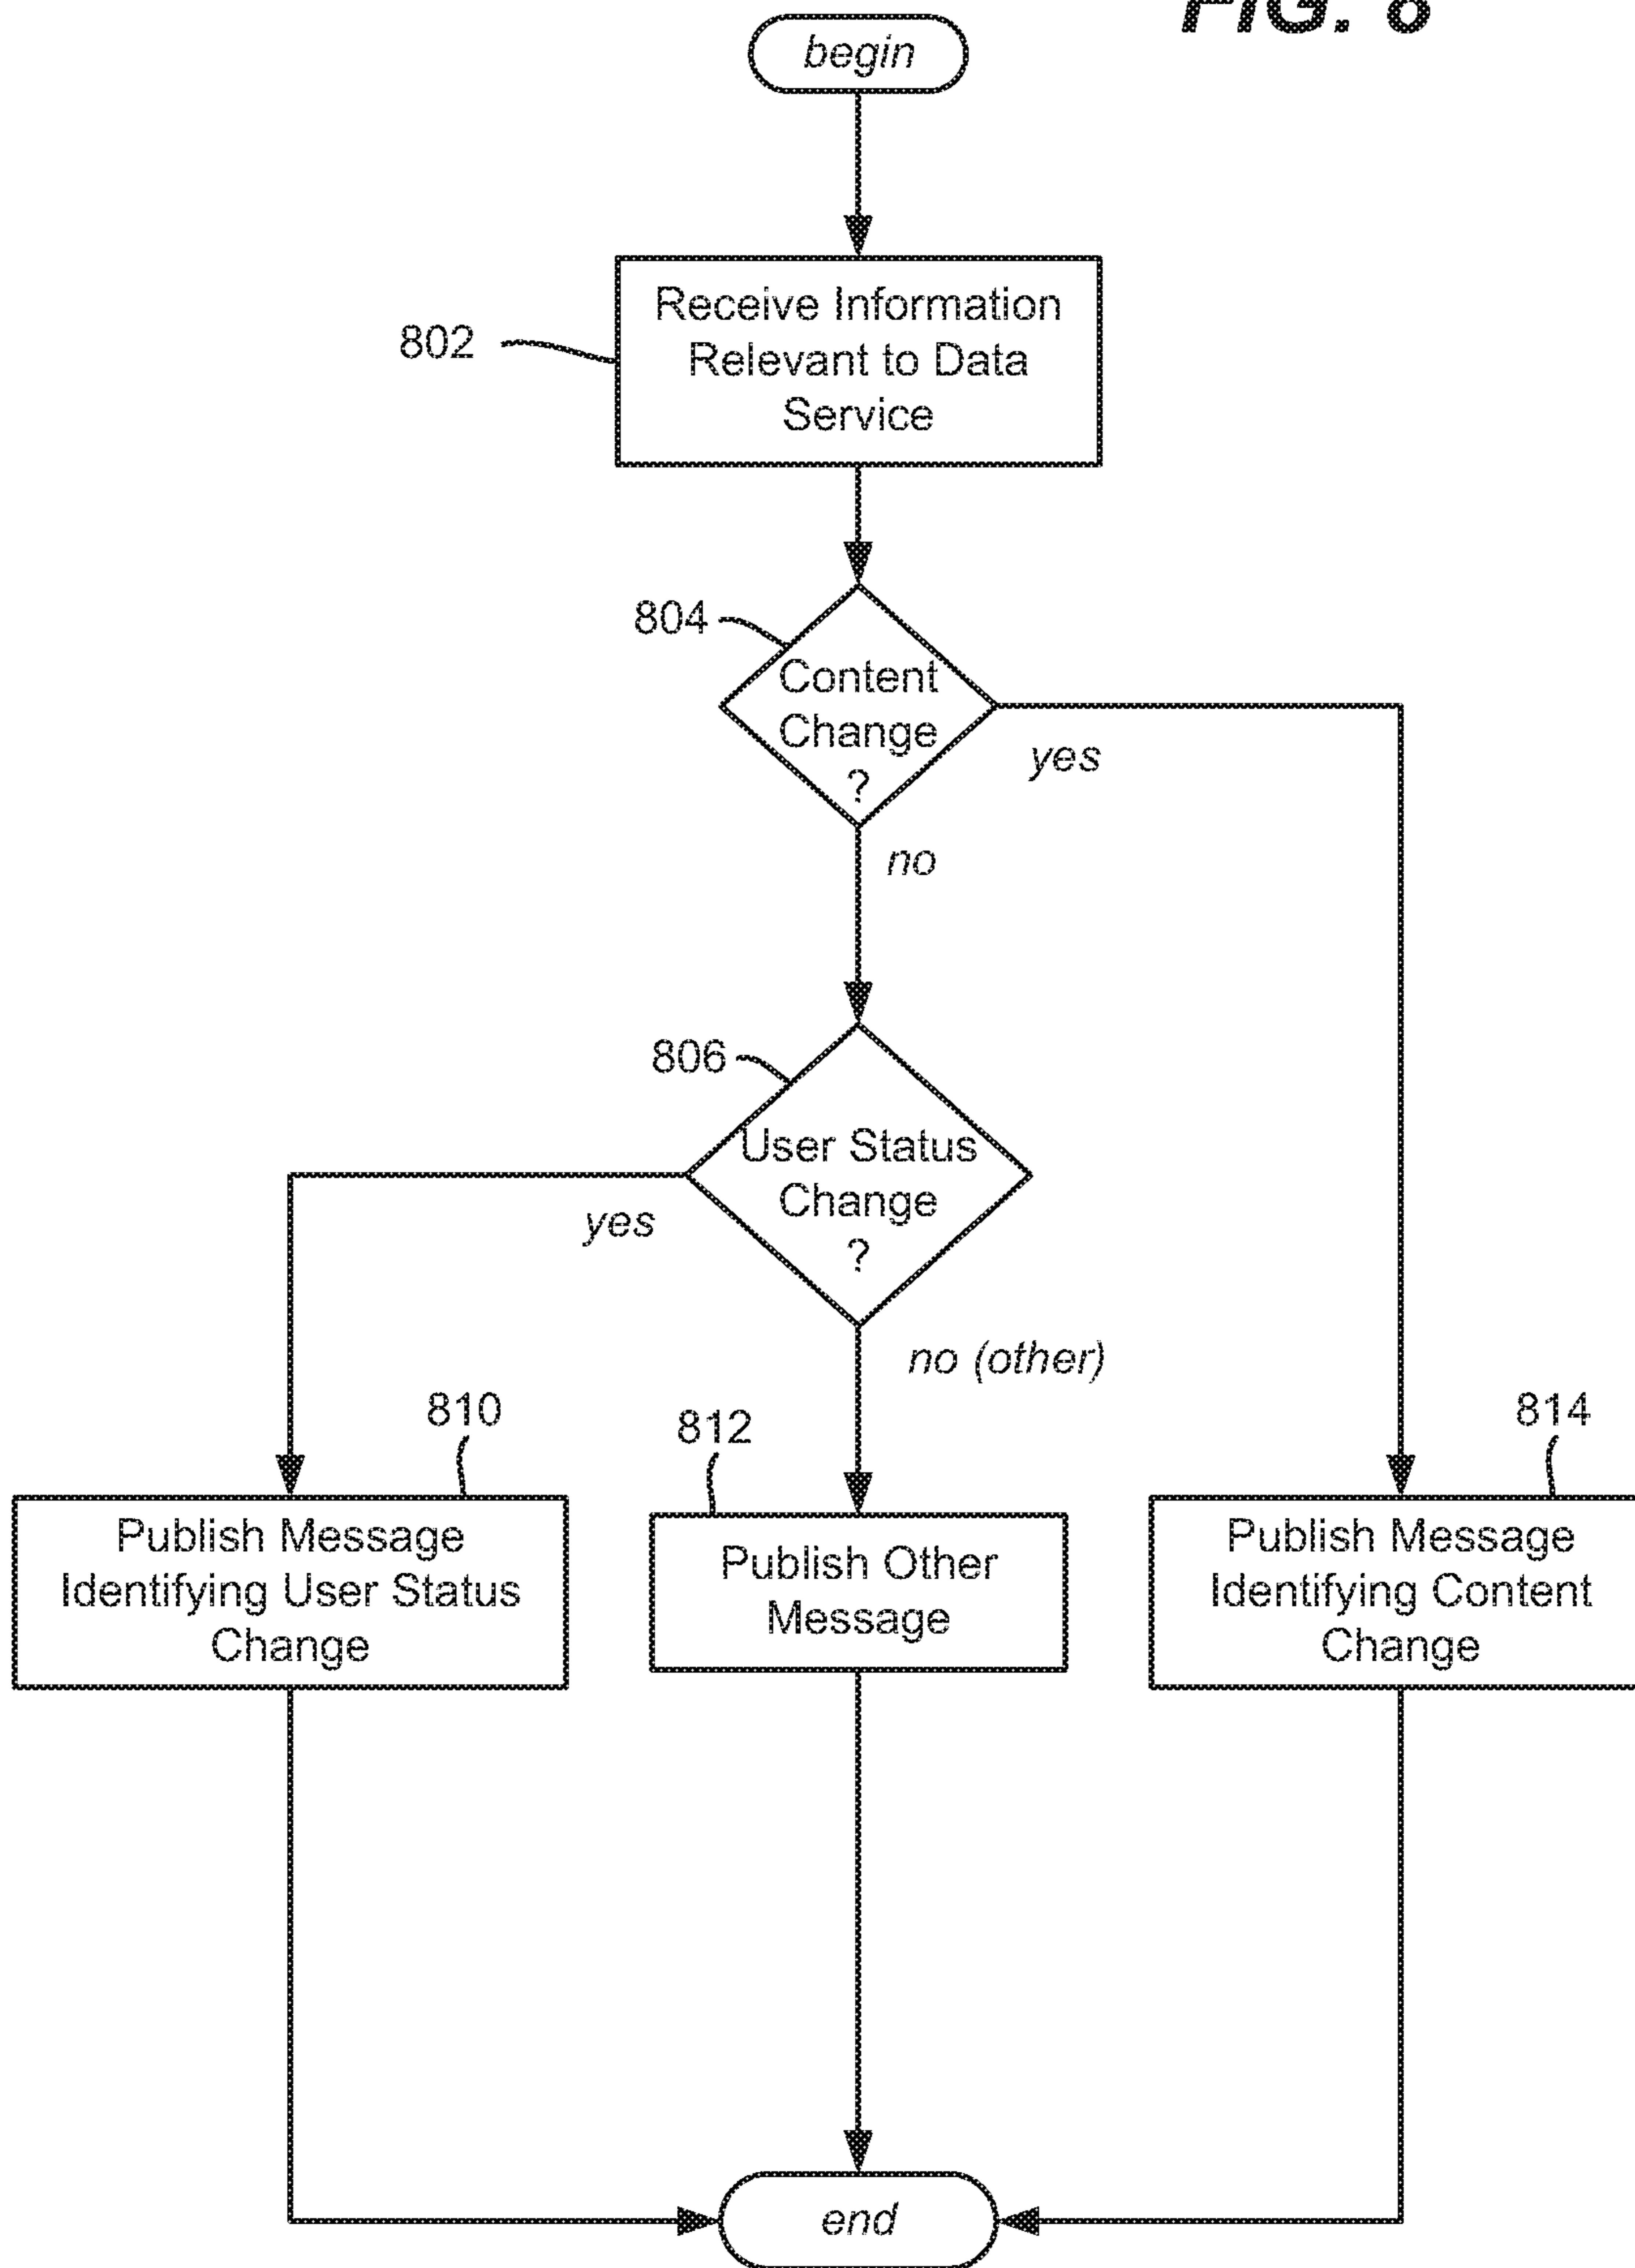 FIG. 8
begin
802
Receive Information
Relevant to Data
Service
804
Content
Change
?
yes
no
806
User Status
Change
?
yes
no (other)
810
812
814
Publish Message
Identifying User Status
Change
Publish Other
Message
Publish Message
Identifying Content
Change
end